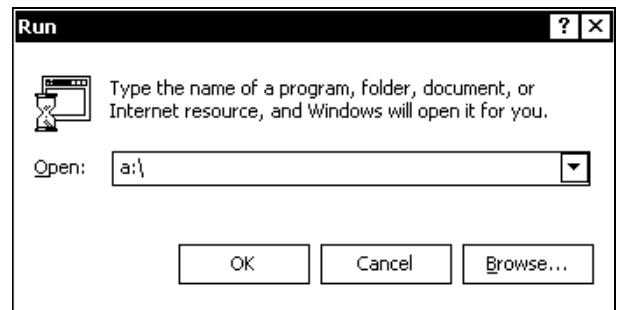 Run
Type the name of a program, folder, document, or
Internet resource, and Windows will open it for you.
Open: a:\
OK Cancel Browse...